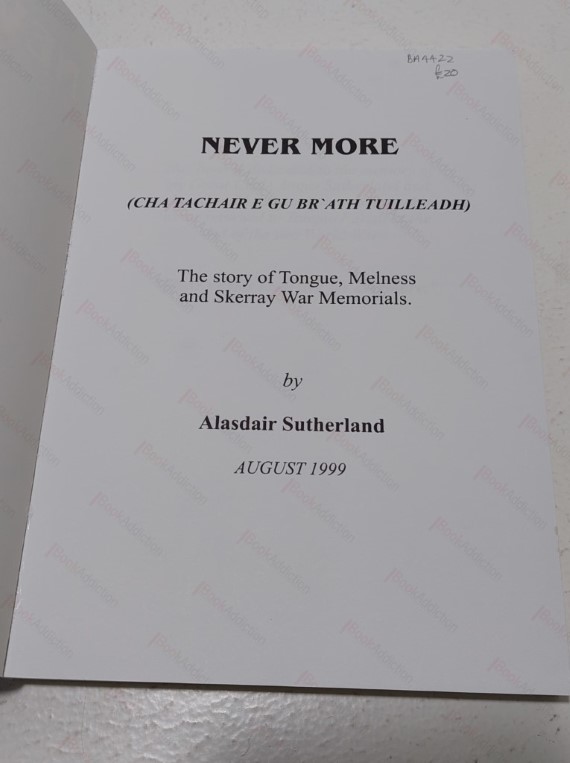 BA4422
£20
NEVER MORE
(CHA TACHAIR E GU BR`ATH TUILLEADH)
The story of Tongue, Melness
and Skerray War Memorials.
by
Alasdair Sutherland
AUGUST 1999
BookAddiction